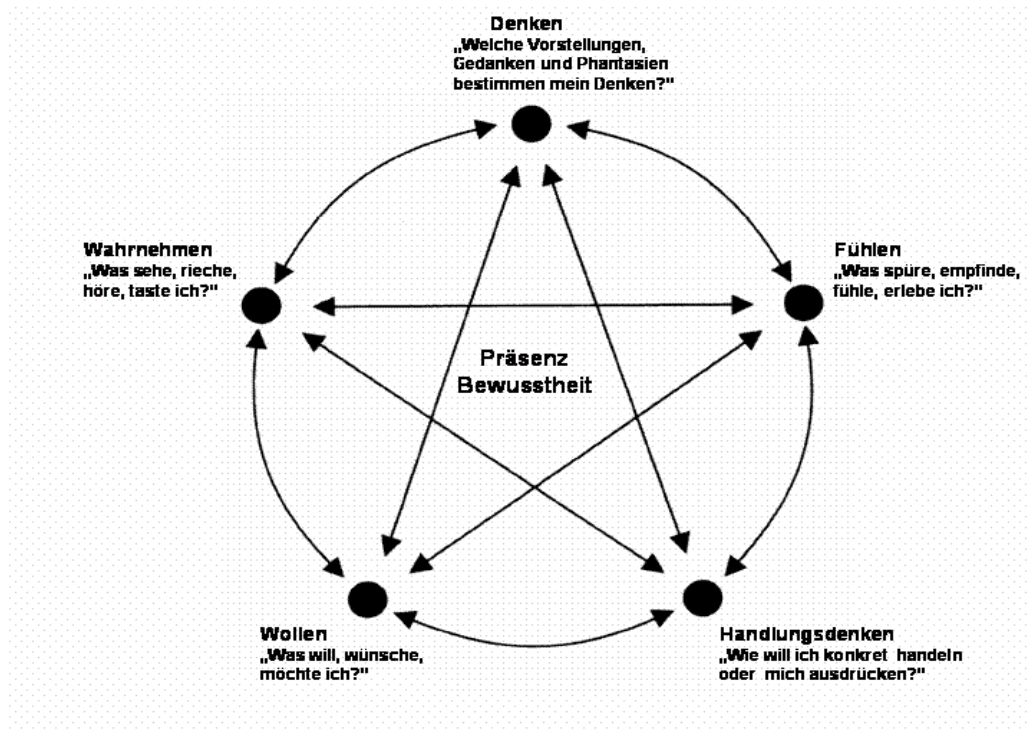 Denken
„Welche Vorstellungen,
Gedanken und Phantasien
bestimmen mein Denken?"
Wahrnehmen
„Was sehe, rieche,
höre, taste ich?"
Fühlen
„Was spüre, empfinde,
fühle, erlebe ich?"
Präsenz
Bewusstheit
Wollen
„Was will, wünsche,
möchte ich?"
Handlungsdenken
„Wie will ich konkret handeln
oder mich ausdrücken?"